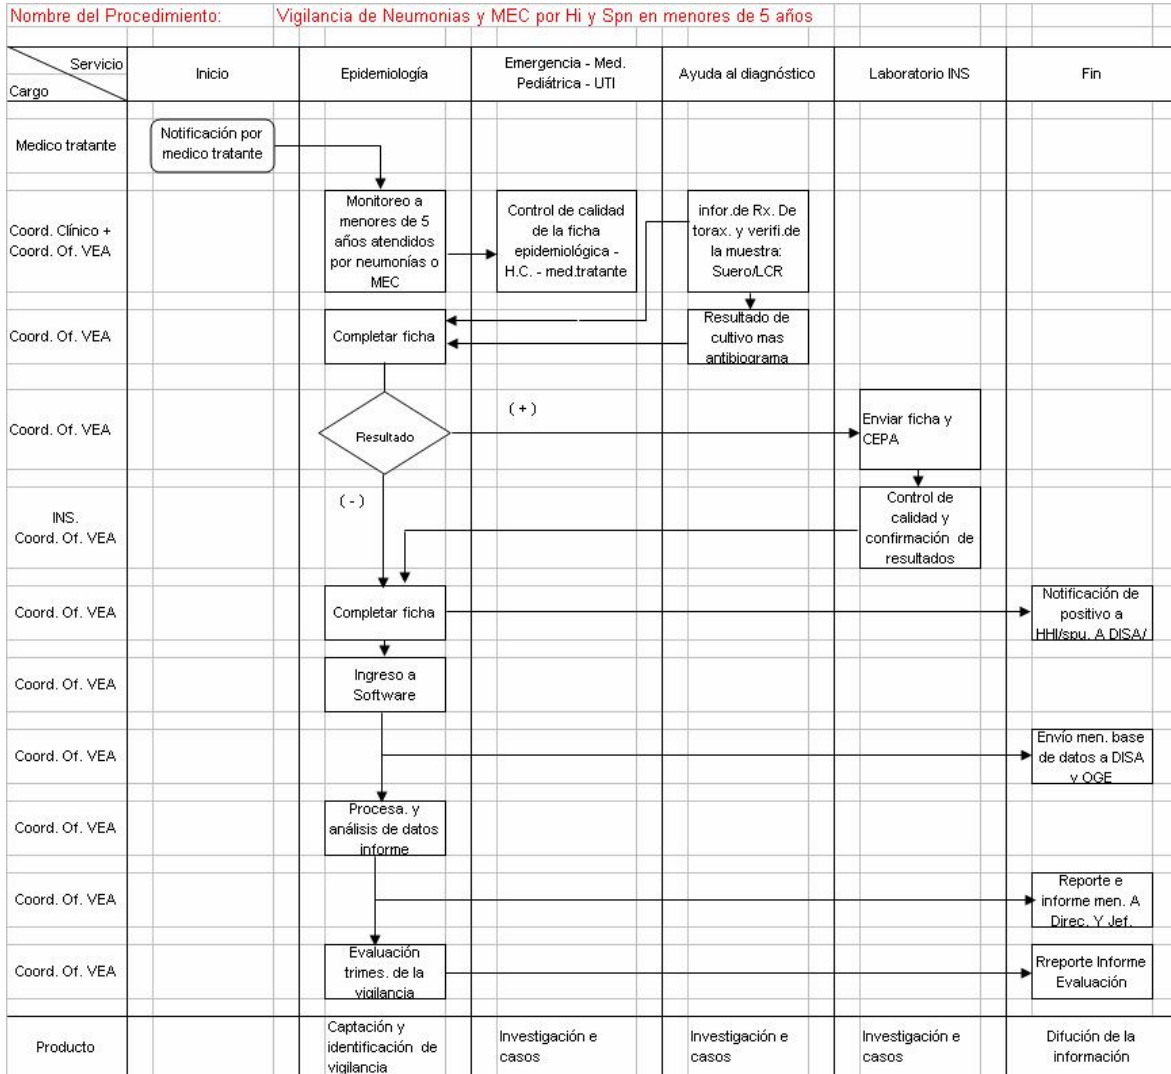 Nombre del Procedimiento: Vigilancia de Neumonias y MEC por Hi y Spn en menores de 5 años
Servicio
Cargo
Inicio
Epidemiología
Emergencia - Med.
Pediátrica - UTI
Ayuda al diagnóstico
Laboratorio INS
Fin
Medico tratante
Notificación por
medico tratante
Coord. Clínico +
Coord. Of. VEA
Monitoreo a
menores de 5
años atendidos
por neumonías o
MEC
Control de calidad
de la ficha
epidemiológica -
H.C. - med.tratante
infor.de Rx. De
torax. y verifi.de
la muestra:
Suero/LCR
Coord. Of. VEA
Completar ficha
Resultado de
cultivo mas
antibiograma
Coord. Of. VEA
Resultado
( + )
Enviar ficha y
CEPA
( - )
INS.
Coord. Of. VEA
Control de
calidad y
confirmación de
resultados
Coord. Of. VEA
Completar ficha
Notificación de
positivo a
HHI/spu. A DISA/
Coord. Of. VEA
Ingreso a
Software
Coord. Of. VEA
Envío men. base
de datos a DISA
y OGE
Coord. Of. VEA
Procesa. y
análisis de datos
informe
Coord. Of. VEA
Reporte e
informe men. A
Direc. Y Jef.
Coord. Of. VEA
Evaluación
trimes. de la
vigilancia
Rreporte Informe
Evaluación
Producto
Captación y
identificación de
vigilancia
Investigación e
casos
Investigación e
casos
Investigación e
casos
Difución de la
información